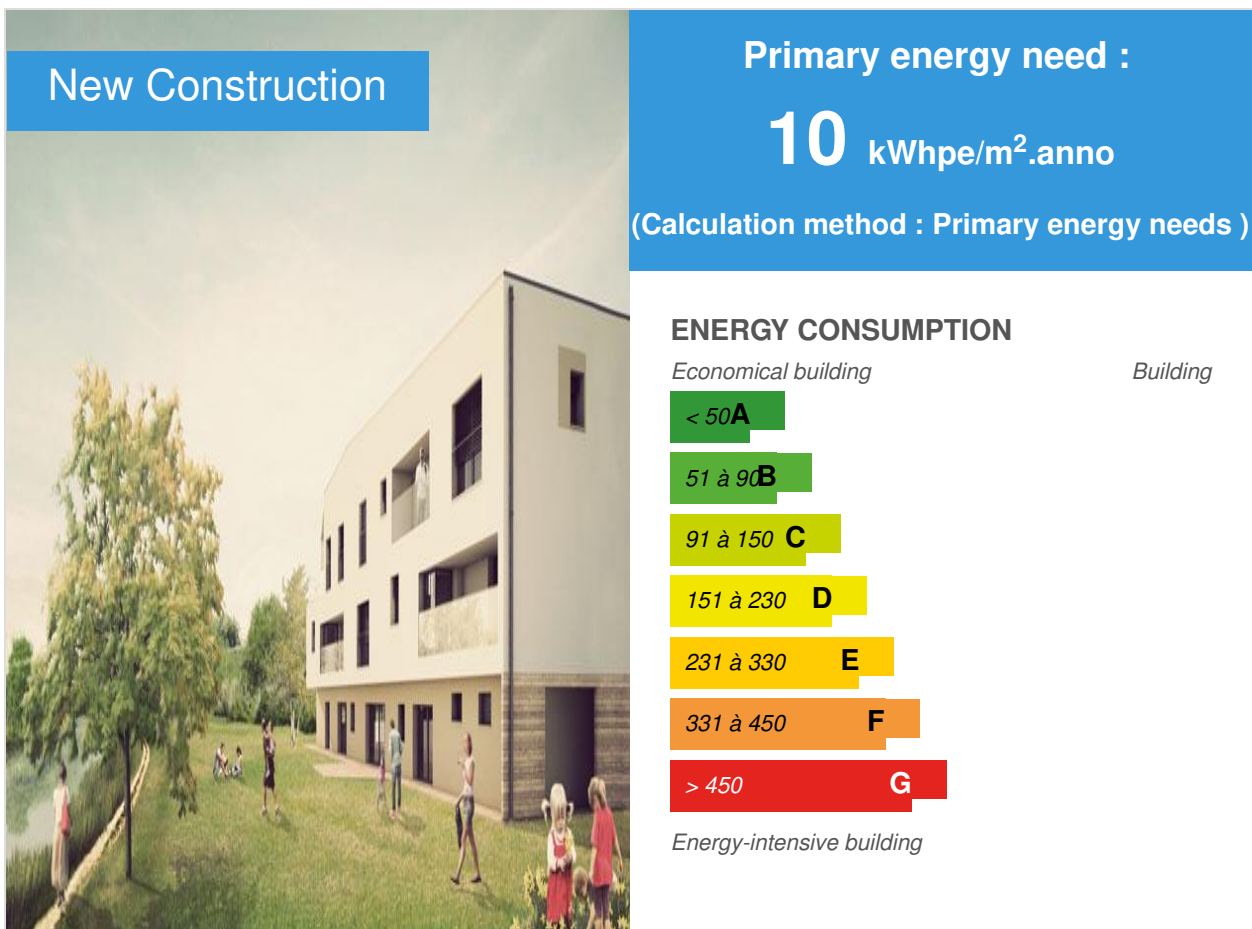 New Construction
Primary energy need :
10 kWhpe/m².anno
(Calculation method : Primary energy needs )
ENERGY CONSUMPTION
Economical building Building
< 50 A
51 à 90 B
91 à 150 C
151 à 230 D
231 à 330 E
331 à 450 F
> 450 G
Energy-intensive building